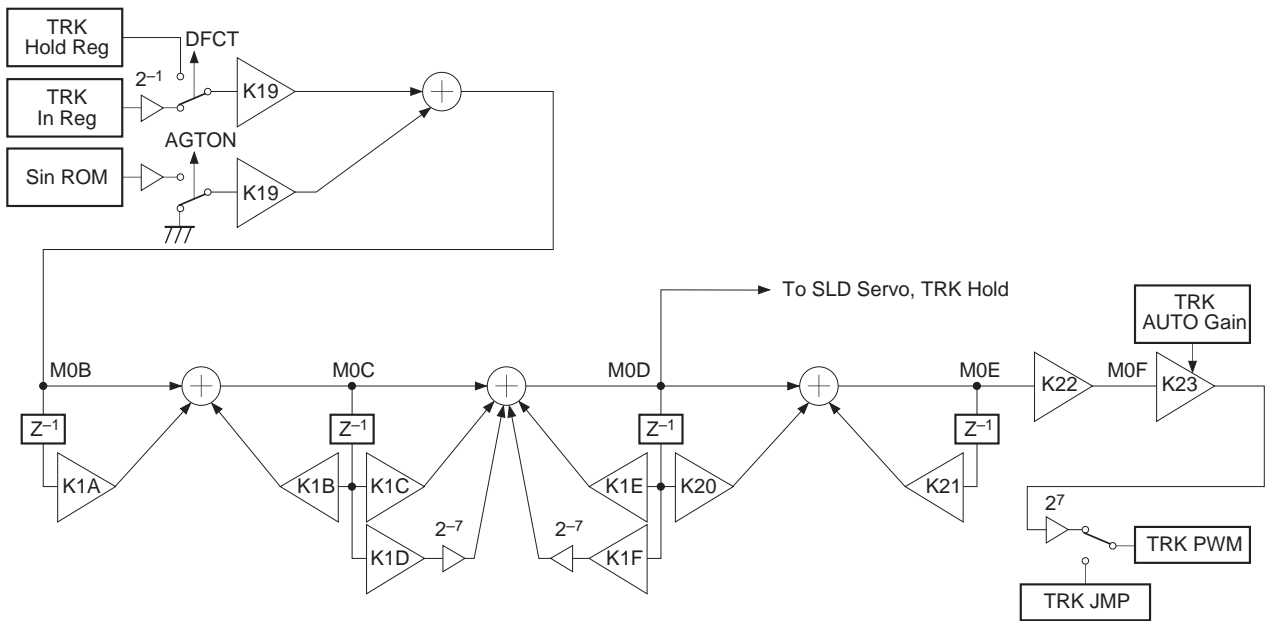 TRK
Hold Reg
DFCT
2⁻¹
K19
TRK
In Reg
AGTON
Sin ROM
K19
To SLD Servo, TRK Hold
TRK
AUTO Gain
M0B
M0C
M0D
M0E
K22
M0F
K23
Z⁻¹
Z⁻¹
Z⁻¹
Z⁻¹
K1A
K1B
K1C
K1E
K20
K21
2⁻⁷
2⁻⁷
K1D
K1F
2⁷
TRK PWM
TRK JMP